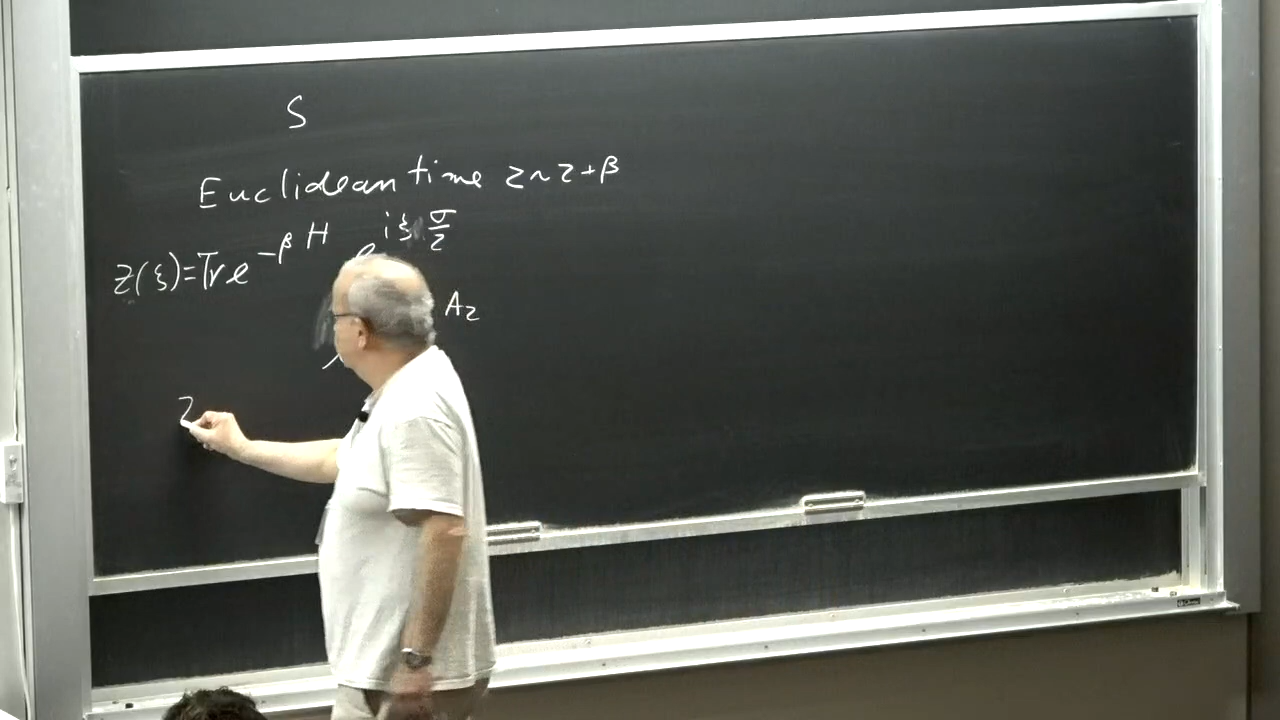 S
Euclidean time z ~ z + β
Z(ξ) = Tr e^{-βH} e^{iξ σ/2}
A_z
Z